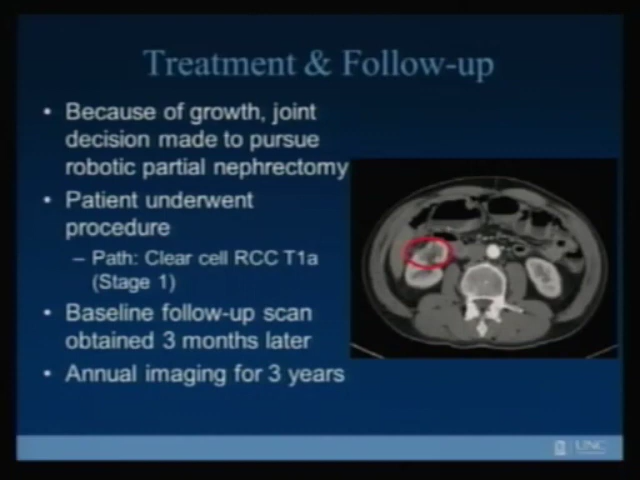 Treatment & Follow-up
• Because of growth, joint
decision made to pursue
robotic partial nephrectomy
• Patient underwent
procedure
– Path: Clear cell RCC T1a
(Stage 1)
• Baseline follow-up scan
obtained 3 months later
• Annual imaging for 3 years
UNC